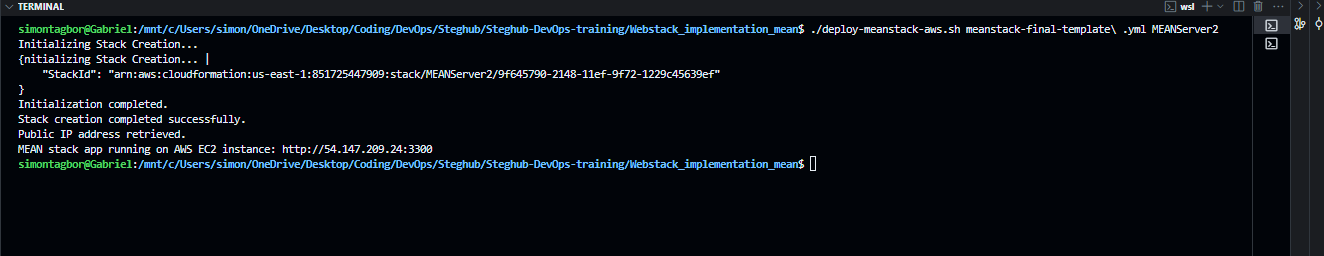 TERMINAL
wsl
simontagbor@Gabriel:/mnt/c/Users/simon/OneDrive/Desktop/Coding/DevOps/Steghub/Steghub-DevOps-training/Webstack_implementation_mean$ ./deploy-meanstack-aws.sh meanstack-final-template\ .yml MEANServer2
Initializing Stack Creation...
{nitializing Stack Creation... |
"StackId": "arn:aws:cloudformation:us-east-1:851725447909:stack/MEANServer2/9f645790-2148-11ef-9f72-1229c45639ef"
}
Initialization completed.
Stack creation completed successfully.
Public IP address retrieved.
MEAN stack app running on AWS EC2 instance: http://54.147.209.24:3300
simontagbor@Gabriel:/mnt/c/Users/simon/OneDrive/Desktop/Coding/DevOps/Steghub/Steghub-DevOps-training/Webstack_implementation_mean$